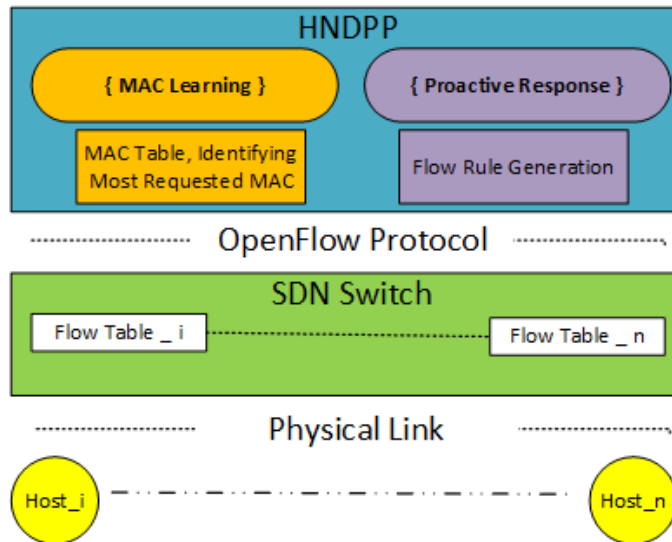 HNDPP
{ MAC Learning }
{ Proactive Response }
MAC Table, Identifying
Most Requested MAC
Flow Rule Generation
OpenFlow Protocol
SDN Switch
Flow Table _ i
Flow Table _ n
Physical Link
Host_i
Host_n